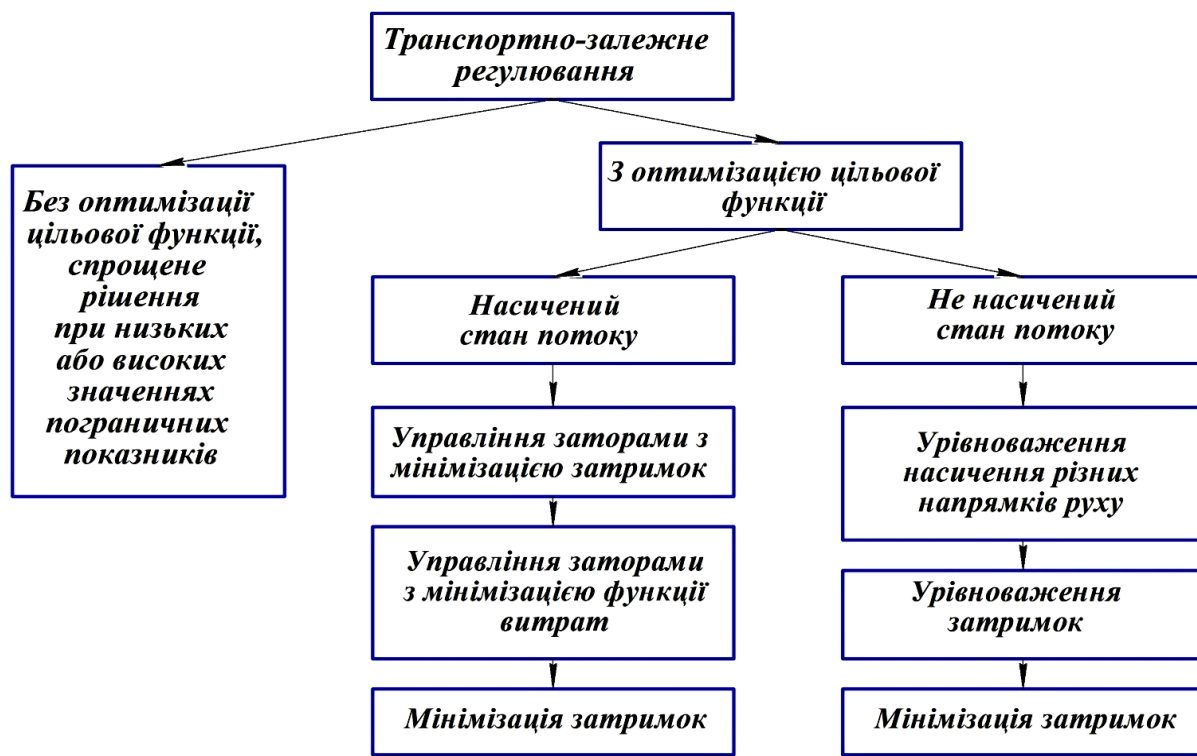 Транспортно-залежне
регулювання
Без оптимізації
цільової функції,
спрощене
рішення
при низьких
або високих
значеннях
пограничних
показників
З оптимізацією цільової
функції
Насичений
стан потоку
Не насичений
стан потоку
Управління заторами з
мінімізацією затримок
Урівноваження
насичення різних
напрямків руху
Управління заторами
з мінімізацією функції
витрат
Урівноваження
затримок
Мінімізація затримок
Мінімізація затримок